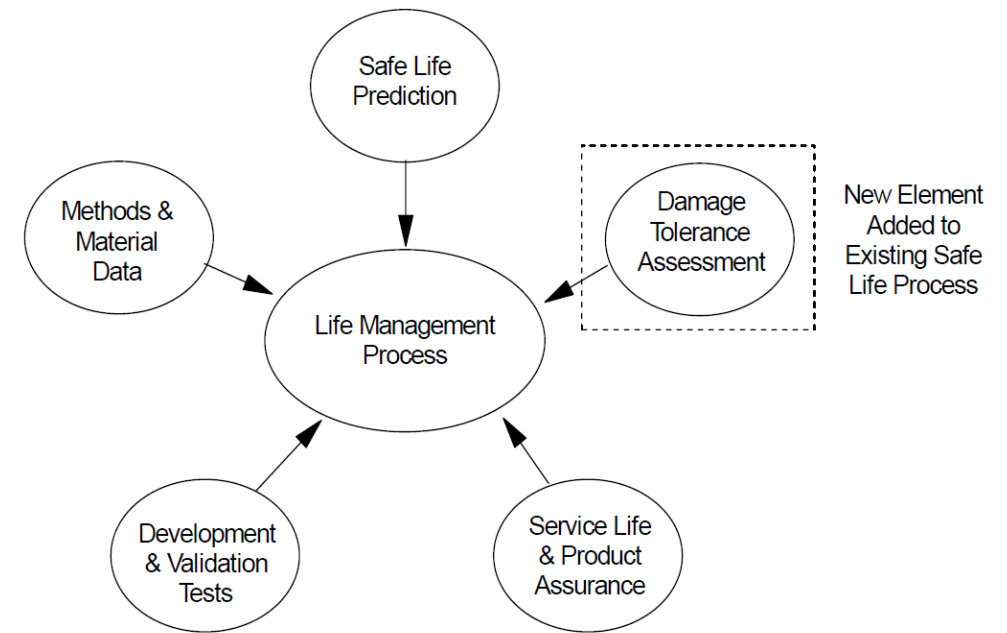 Safe Life
Prediction
Methods &
Material
Data
Damage
Tolerance
Assessment
New Element
Added to
Existing Safe
Life Process
Life Management
Process
Development
& Validation
Tests
Service Life
& Product
Assurance